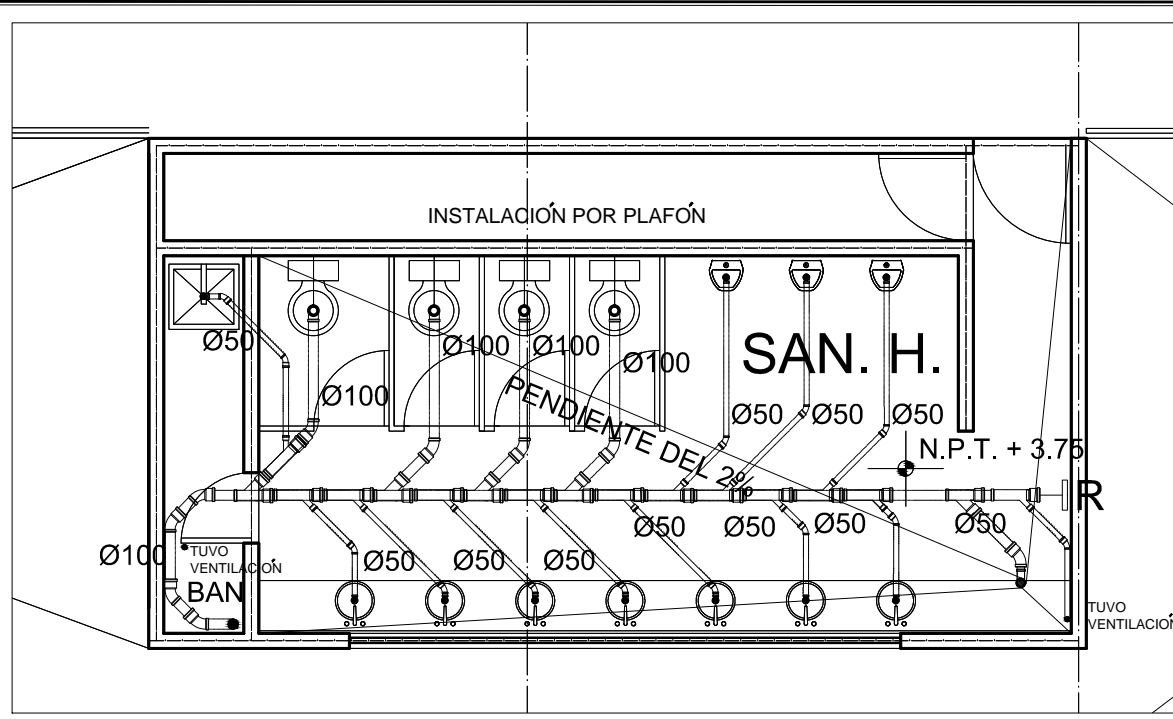 INSTALACIÓN POR PLAFÓN
Ø50
Ø100
Ø100
Ø100
Ø100
SAN. H.
PENDIENTE DEL 2%
Ø50
Ø50
Ø50
N.P.T. + 3.75
R
Ø50
Ø50
Ø50
Ø50
Ø100
TUVO
VENTILACIÓN
BAN
Ø50
Ø50
Ø50
TUVO
VENTILACIÓN